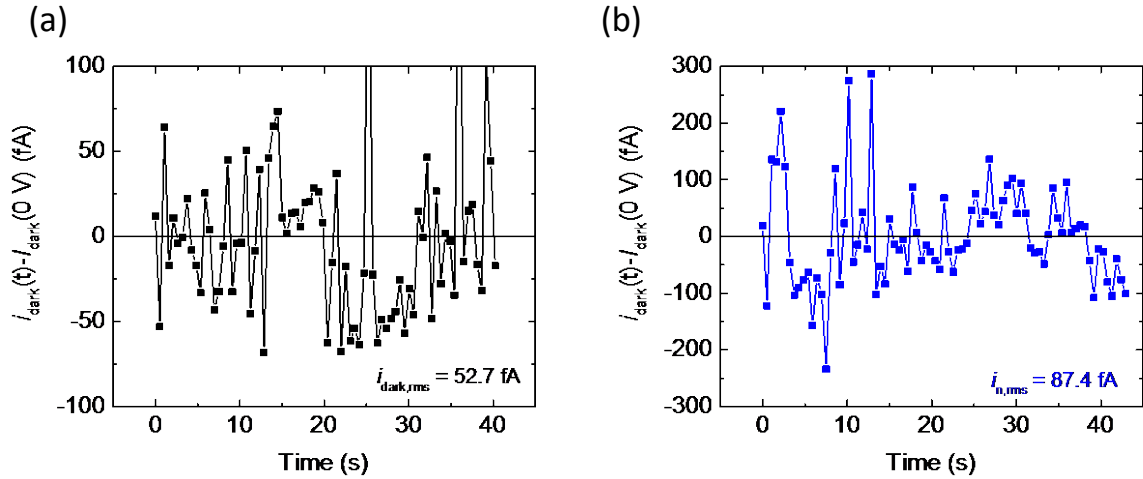 (a)
(b)
100
50
0
-50
-100
i_dark(t)-I_dark(0 V) (fA)
i_dark,rms = 52.7 fA
0 10 20 30 40
Time (s)
300
200
100
0
-100
-200
-300
i_dark(t)-I_dark(0 V) (fA)
i_n,rms = 87.4 fA
0 10 20 30 40
Time (s)